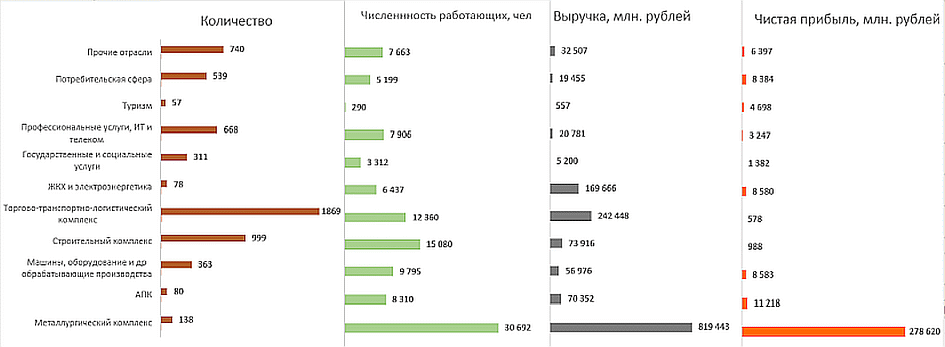 Количество
Численнность работающих, чел
Выручка, млн. рублей
Чистая прибыль, млн. рублей
Прочие отрасли 740 7 663 32 507 6 397
Потребительская сфера 539 5 199 19 455 8 384
Туризм 57 290 557 4 698
Профессиональные услуги, ИТ и
телеком 668 7 906 20 781 3 247
Государственные и социальные
услуги 311 3 312 5 200 1 382
ЖКХ и электроэнергетика 78 6 437 169 666 8 580
Торгово-транспортно-логистический
комплекс 1869 12 360 242 448 578
Строительный комплекс 999 15 080 73 916 988
Машины, оборудование и др
обрабатывающие производства 363 9 795 56 976 8 583
АПК 80 8 310 70 352 11 218
Металлургический комплекс 138 30 692 819 443 278 620